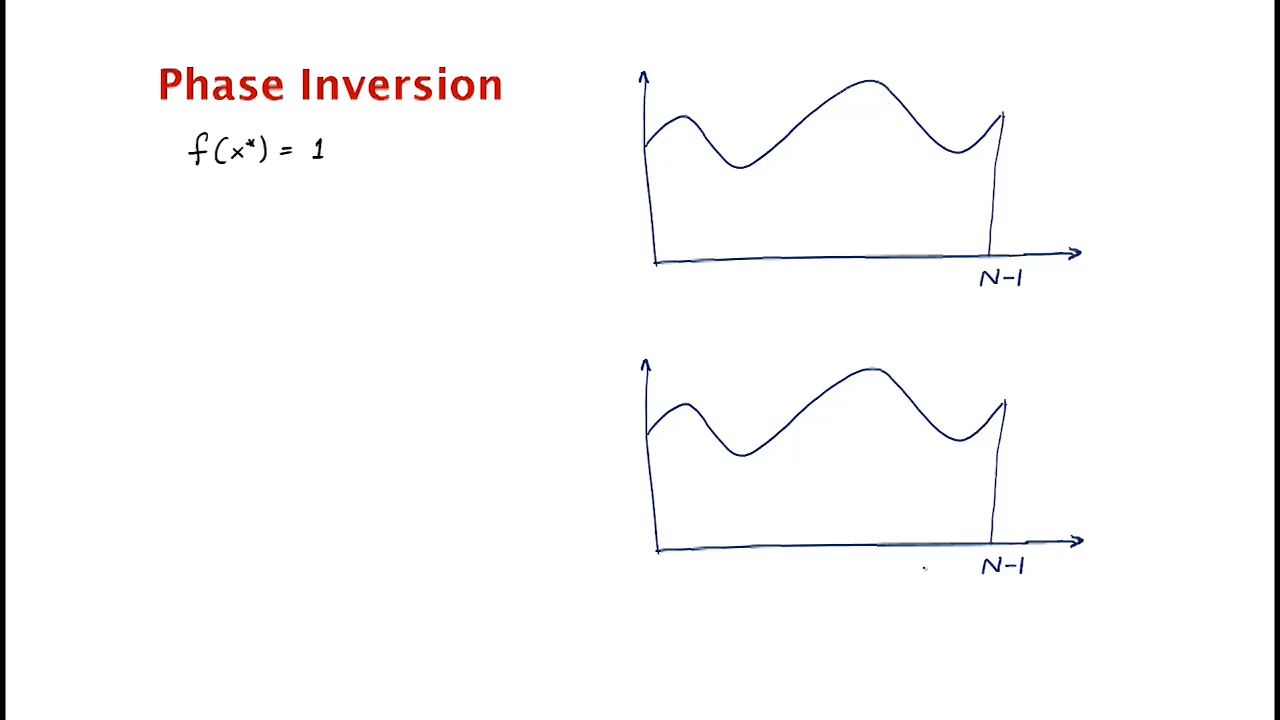 Phase Inversion
f(x*) = 1
N-1
N-1